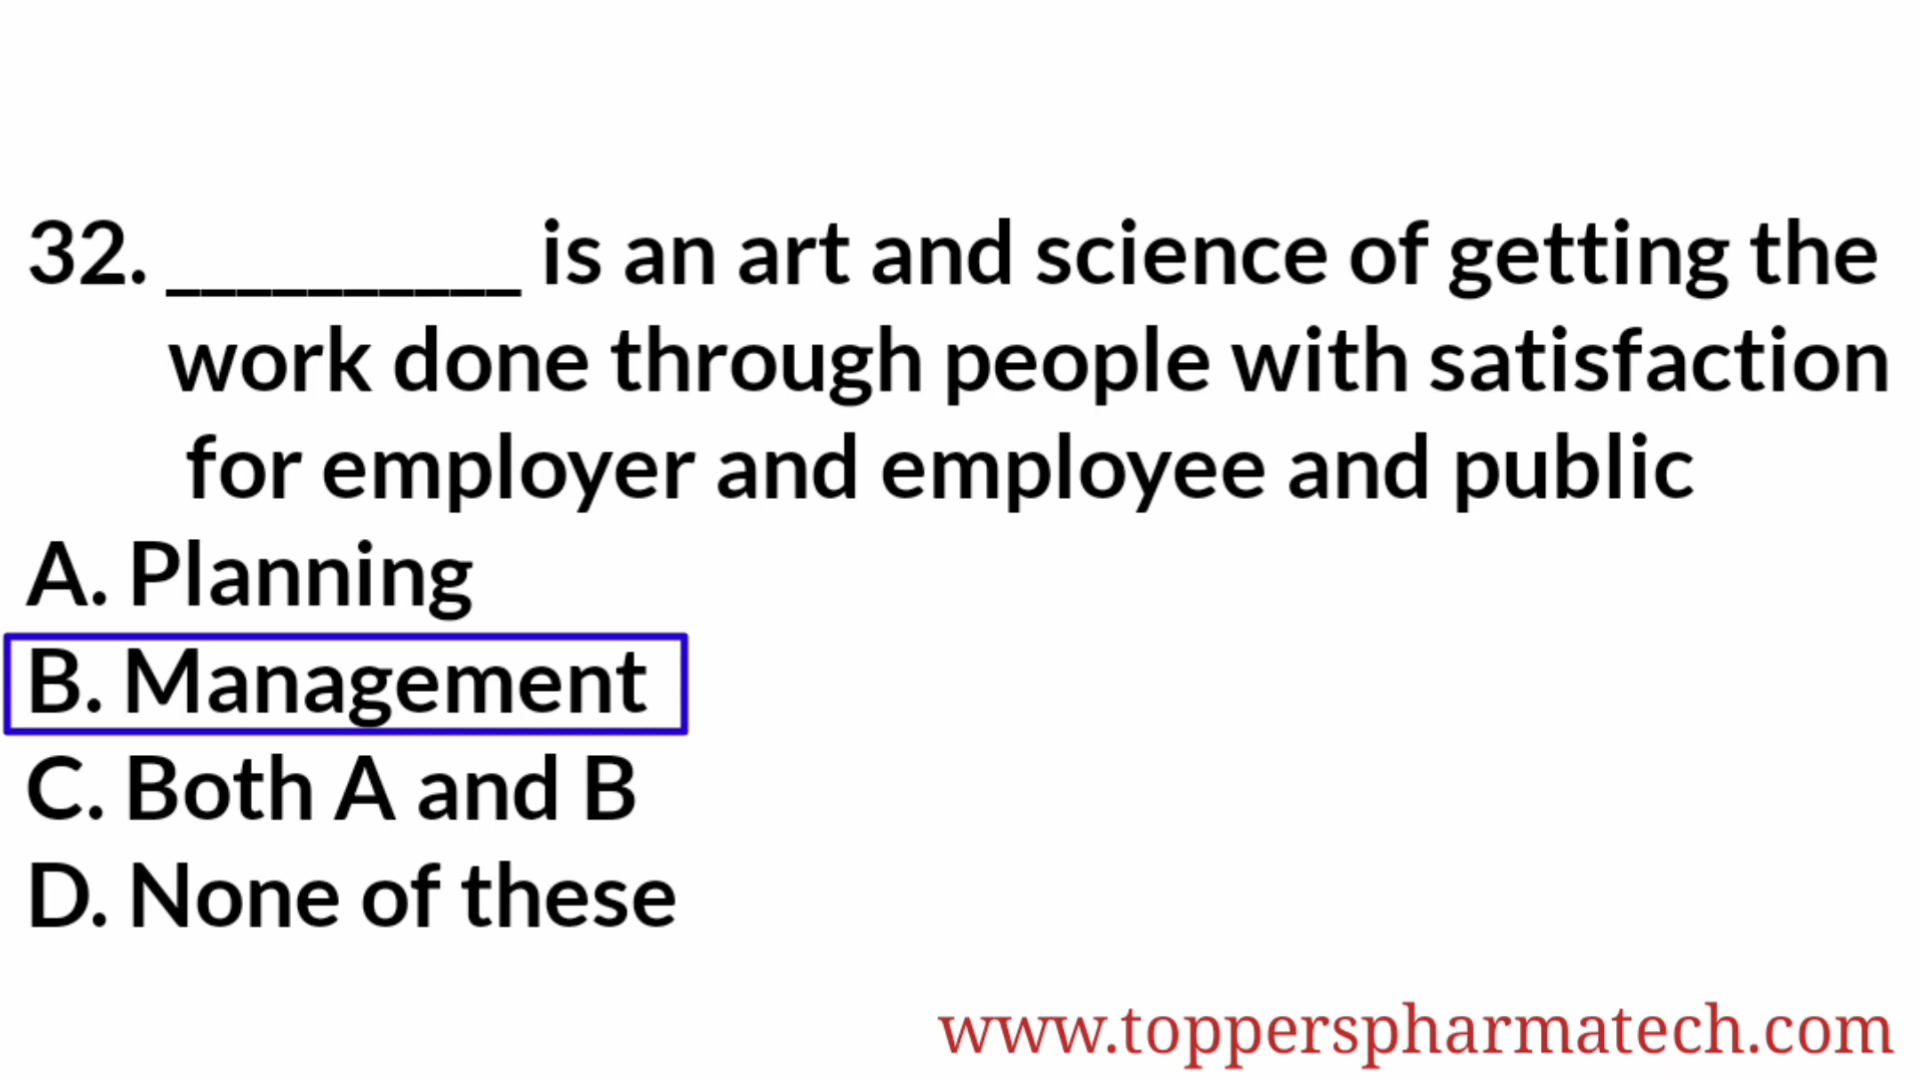 32. __________ is an art and science of getting the
work done through people with satisfaction
for employer and employee and public
A. Planning
B. Management
C. Both A and B
D. None of these
www.topperspharmatech.com